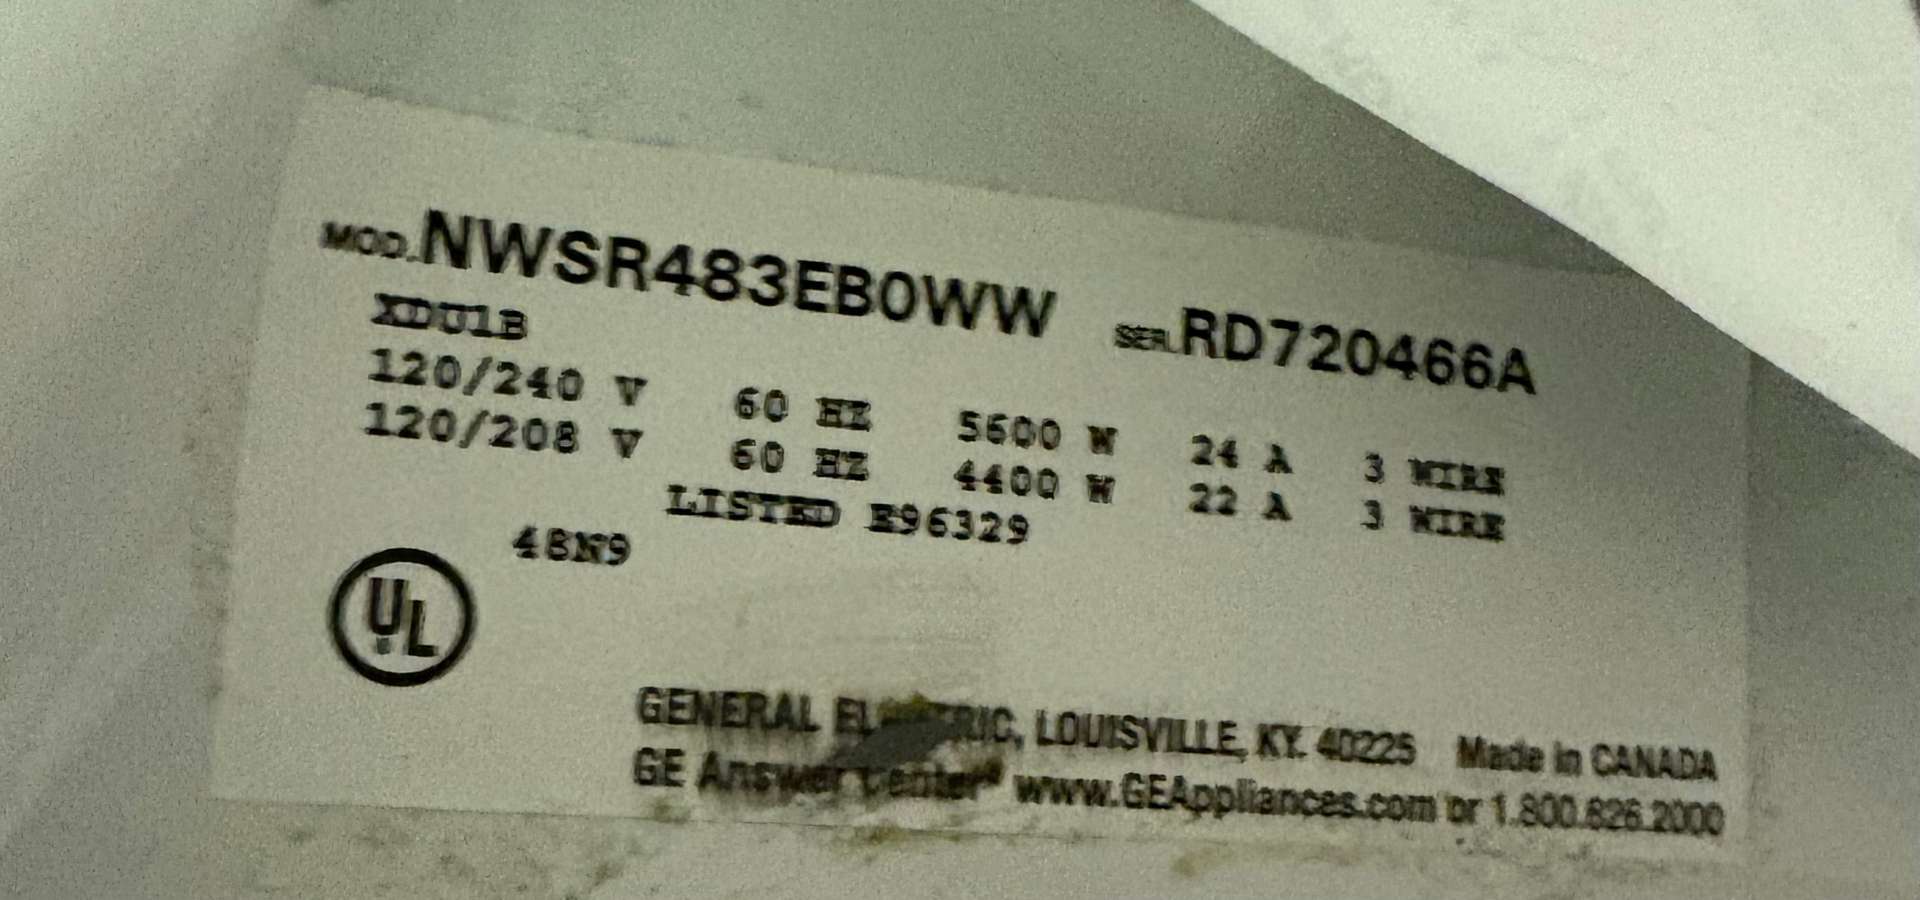 MOD. NWSR483EB0WW SER. RD720466A
XDU1B
120/240 V 60 HZ 5600 W 24 A 3 WIRE
120/208 V 60 HZ 4400 W 22 A 3 WIRE
LISTED E96329
48N9
UL
GENERAL ELECTRIC, LOUISVILLE, KY. 40225 Made in CANADA
GE Answer Center® www.GEAppliances.com or 1.800.626.2000